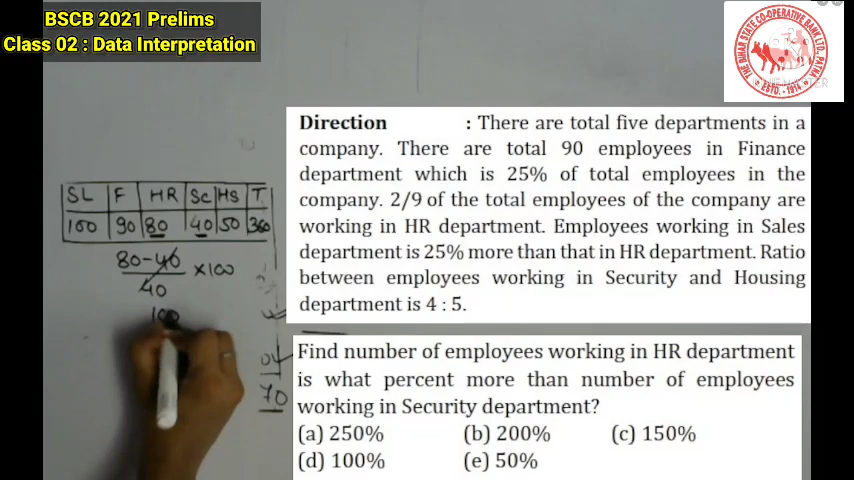 BSCB 2021 Prelims
Class 02 : Data Interpretation
THE BIHAR STATE CO-OPERATIVE BANK LTD., PATNA
ESTD. - 1914
Direction : There are total five departments in a
company. There are total 90 employees in Finance
department which is 25% of total employees in the
company. 2/9 of the total employees of the company are
working in HR department. Employees working in Sales
department is 25% more than that in HR department. Ratio
between employees working in Security and Housing
department is 4 : 5.
SL F HR SC HS T
100 90 80 40 50 360
80-40
×100
40
100
70
Find number of employees working in HR department
is what percent more than number of employees
working in Security department?
(a) 250% (b) 200% (c) 150%
(d) 100% (e) 50%